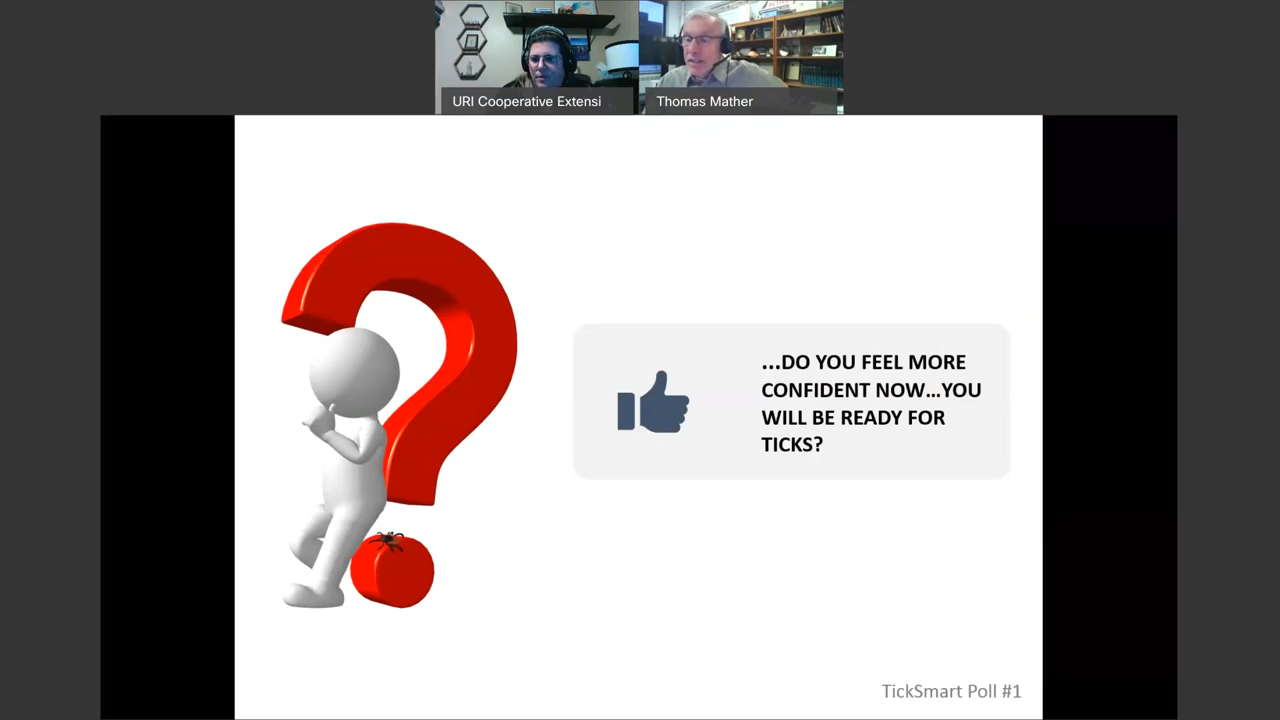 URI Cooperative Extensi
Thomas Mather
...DO YOU FEEL MORE
CONFIDENT NOW...YOU
WILL BE READY FOR
TICKS?
TickSmart Poll #1